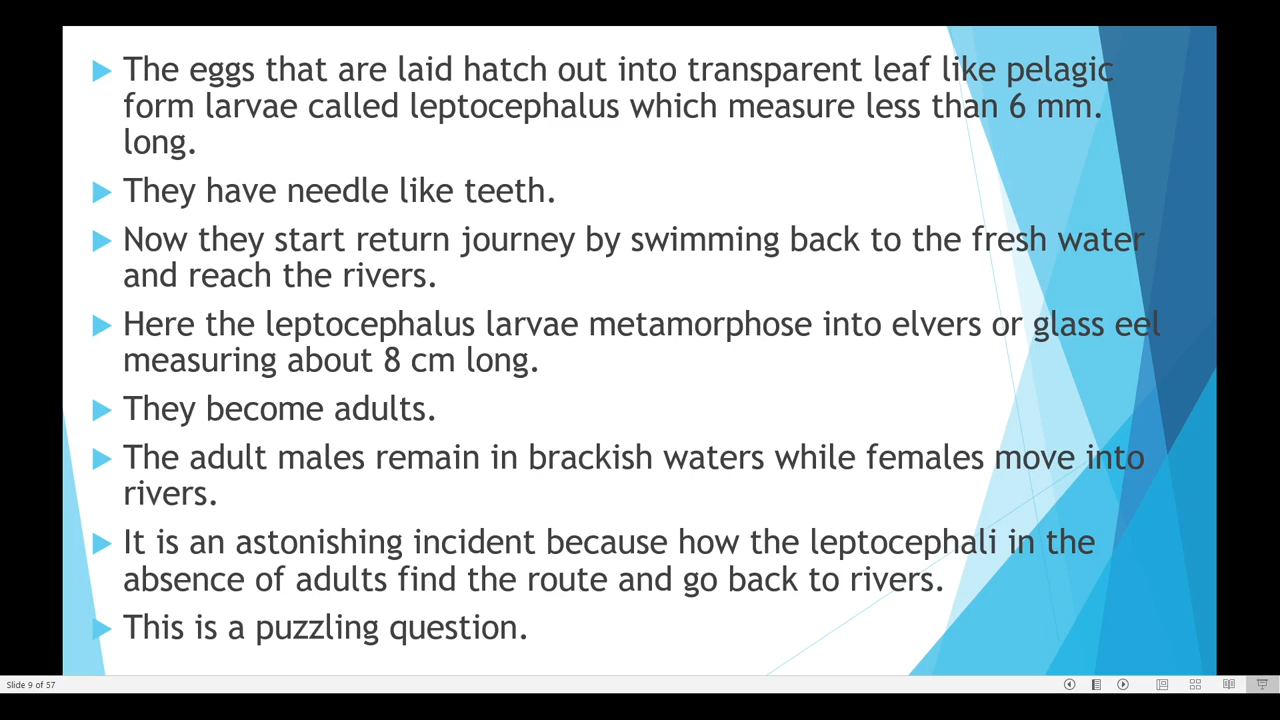 The eggs that are laid hatch out into transparent leaf like pelagic
form larvae called leptocephalus which measure less than 6 mm.
long.
They have needle like teeth.
Now they start return journey by swimming back to the fresh water
and reach the rivers.
Here the leptocephalus larvae metamorphose into elvers or glass eel
measuring about 8 cm long.
They become adults.
The adult males remain in brackish waters while females move into
rivers.
It is an astonishing incident because how the leptocephali in the
absence of adults find the route and go back to rivers.
This is a puzzling question.
Slide 9 of 57